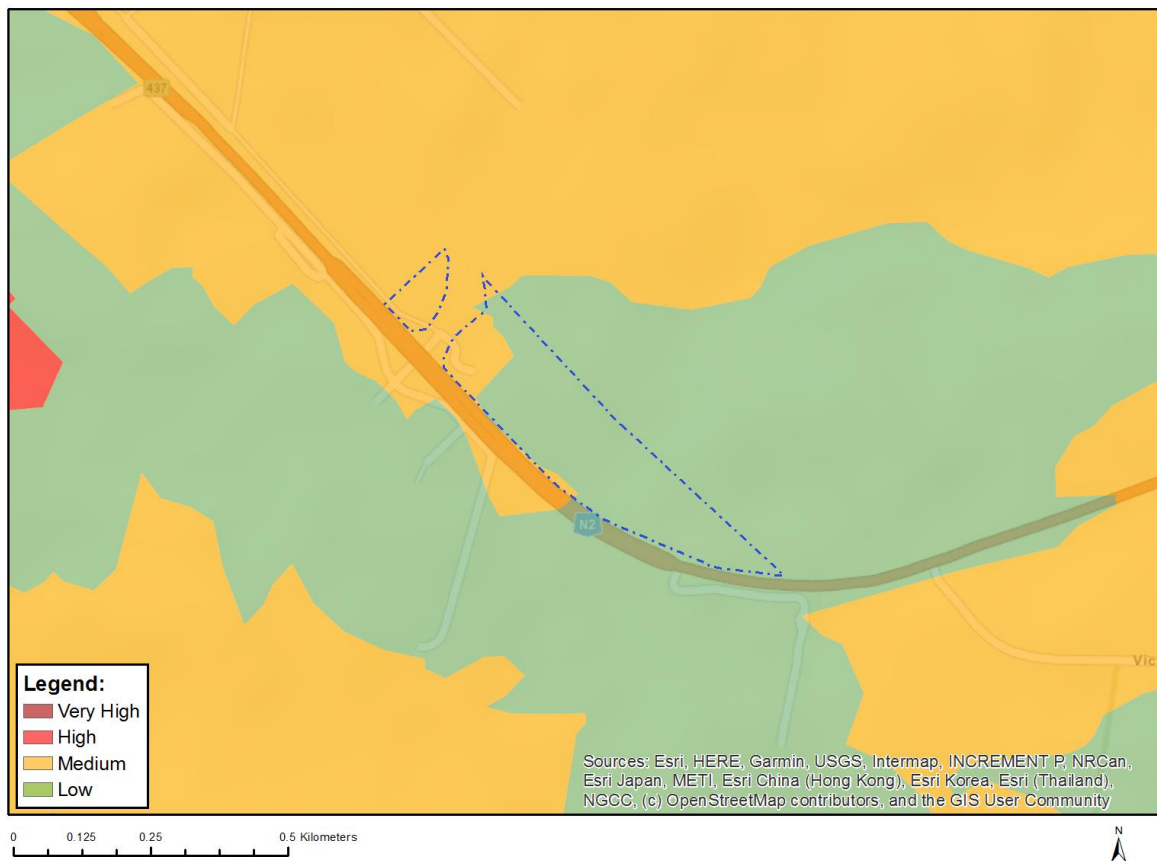 437
N2
Vic
Legend:
Very High
High
Medium
Low
Sources: Esri, HERE, Garmin, USGS, Intermap, INCREMENT P, NRCan,
Esri Japan, METI, Esri China (Hong Kong), Esri Korea, Esri (Thailand),
NGCC, (c) OpenStreetMap contributors, and the GIS User Community
0 0.125 0.25 0.5 Kilometers
N